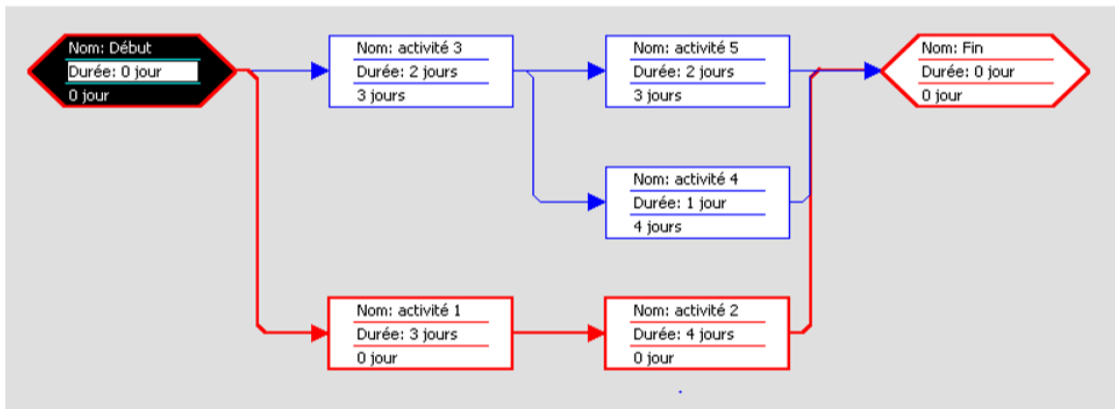 Nom: Début
Durée: 0 jour
0 jour
Nom: activité 3
Durée: 2 jours
3 jours
Nom: activité 5
Durée: 2 jours
3 jours
Nom: Fin
Durée: 0 jour
0 jour
Nom: activité 4
Durée: 1 jour
4 jours
Nom: activité 1
Durée: 3 jours
0 jour
Nom: activité 2
Durée: 4 jours
0 jour